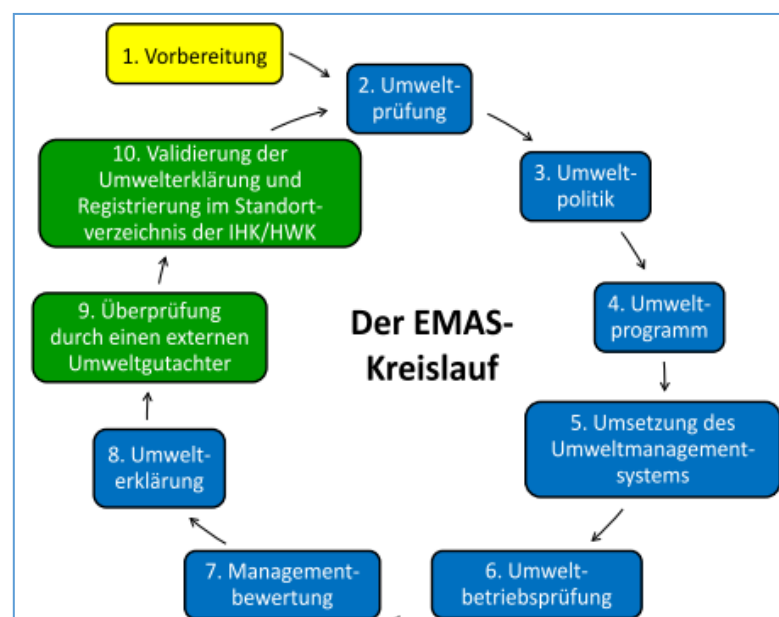 1. Vorbereitung
2. Umwelt-
prüfung
3. Umwelt-
politik
4. Umwelt-
programm
5. Umsetzung des
Umweltmanagement-
systems
6. Umwelt-
betriebsprüfung
7. Management-
bewertung
8. Umwelt-
erklärung
9. Überprüfung
durch einen externen
Umweltgutachter
10. Validierung der
Umwelterklärung und
Registrierung im Standort-
verzeichnis der IHK/HWK
Der EMAS-
Kreislauf